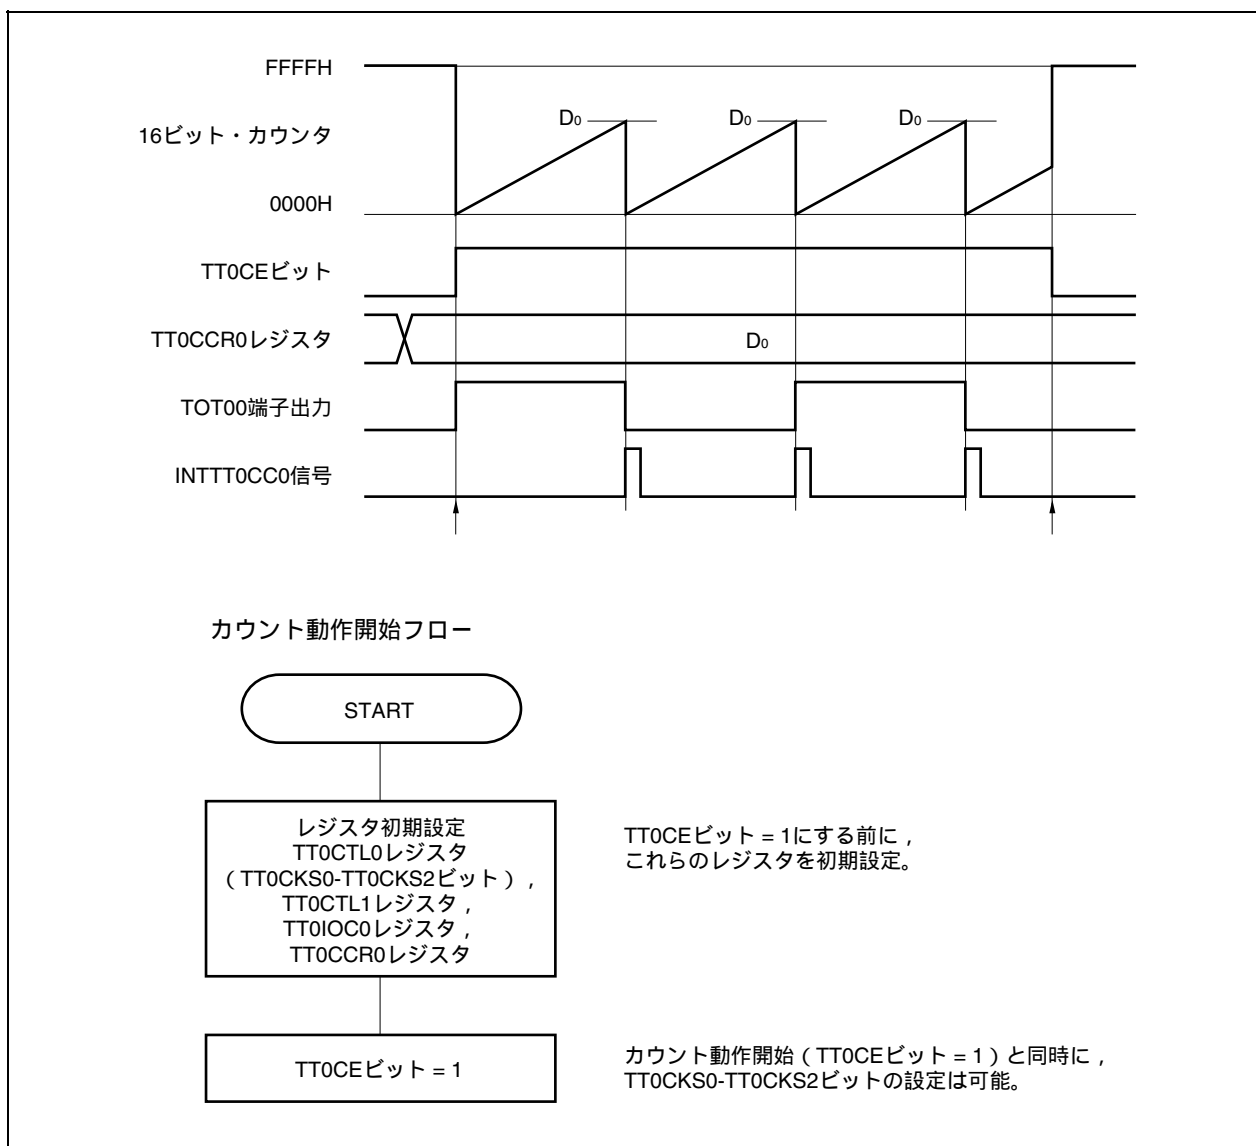 FFFFH
D0 D0 D0
16ビット・カウンタ
0000H
TT0CEビット
TT0CCR0レジスタ
D0
TOT00端子出力
INTTT0CC0信号
カウント動作開始フロー
START
レジスタ初期設定
TT0CTL0レジスタ
（TT0CKS0-TT0CKS2ビット），
TT0CTL1レジスタ，
TT0IOC0レジスタ，
TT0CCR0レジスタ
TT0CEビット = 1にする前に，
これらのレジスタを初期設定。
TT0CEビット = 1
カウント動作開始（TT0CEビット = 1）と同時に，
TT0CKS0-TT0CKS2ビットの設定は可能。